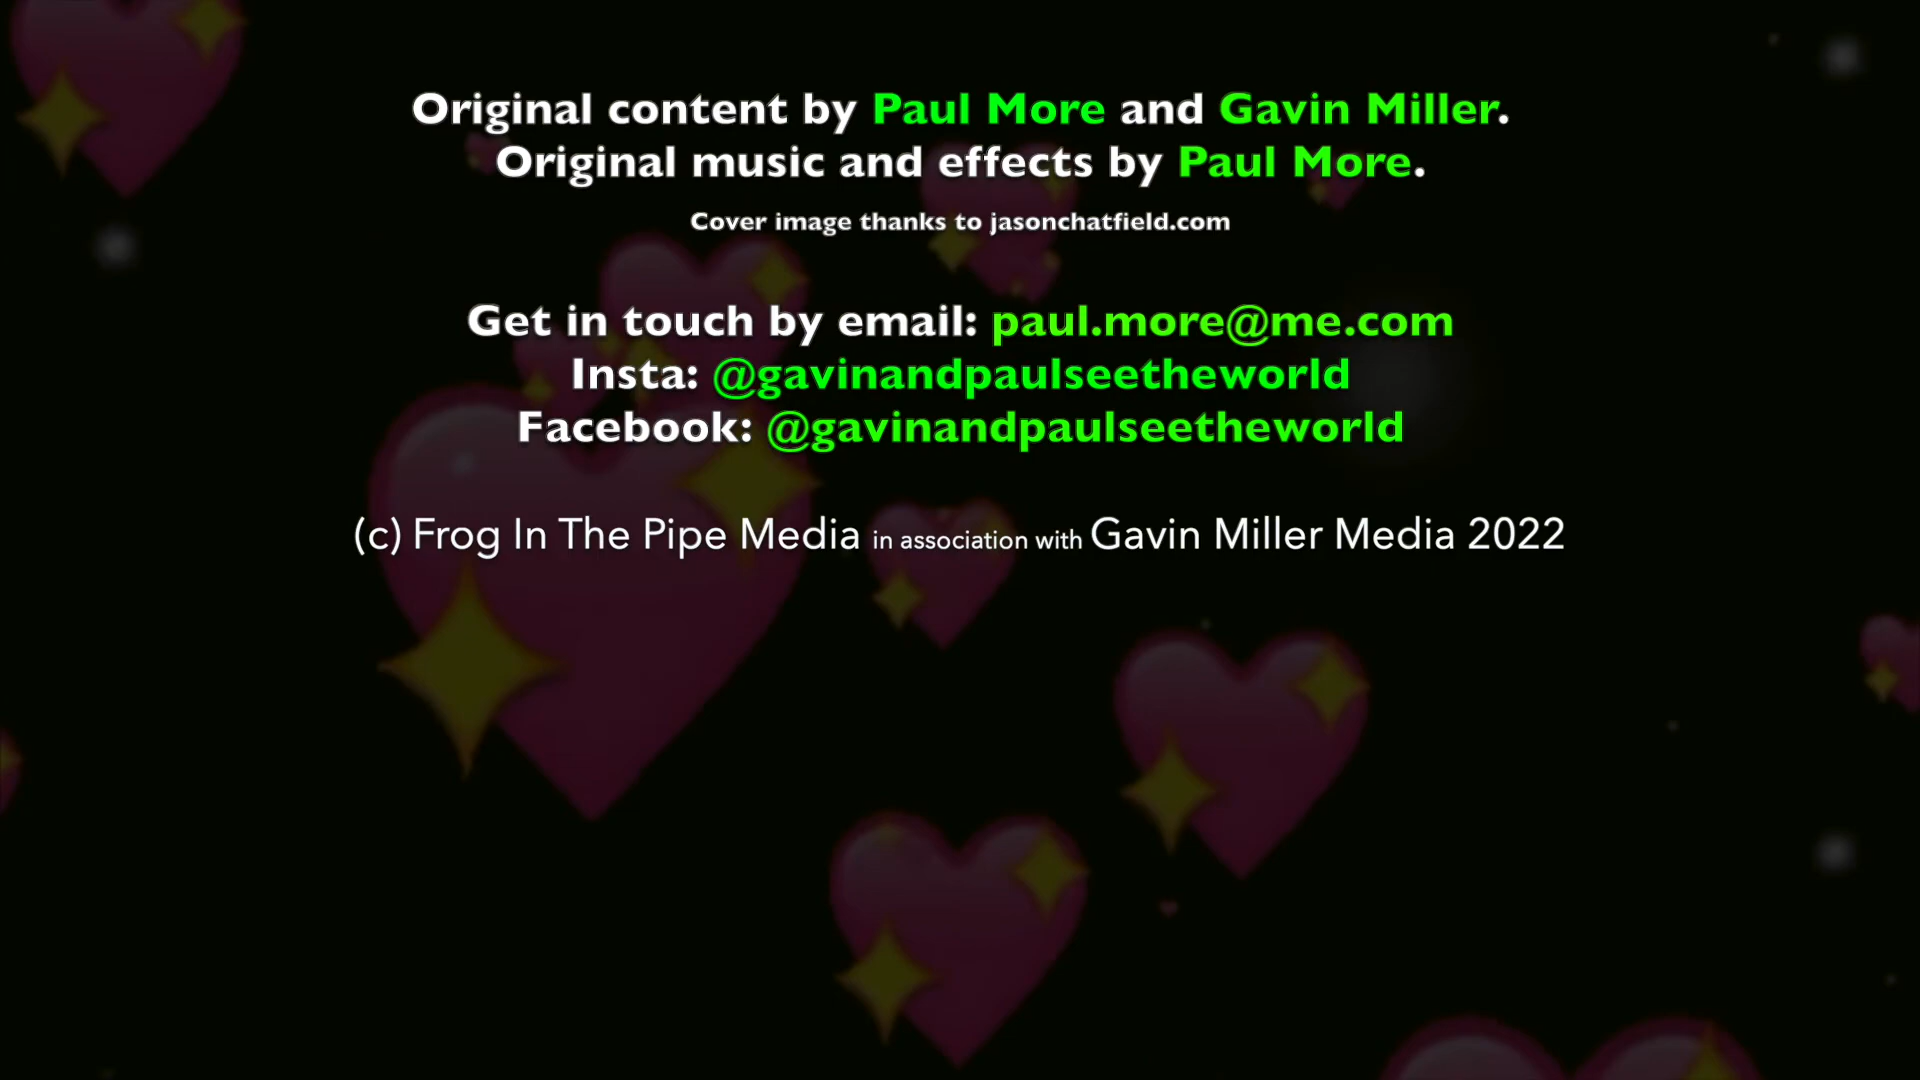 Original content by Paul More and Gavin Miller.
Original music and effects by Paul More.
Cover image thanks to jasonchatfield.com
Get in touch by email: paul.more@me.com
Insta: @gavinandpaulseetheworld
Facebook: @gavinandpaulseetheworld
(c) Frog In The Pipe Media in association with Gavin Miller Media 2022